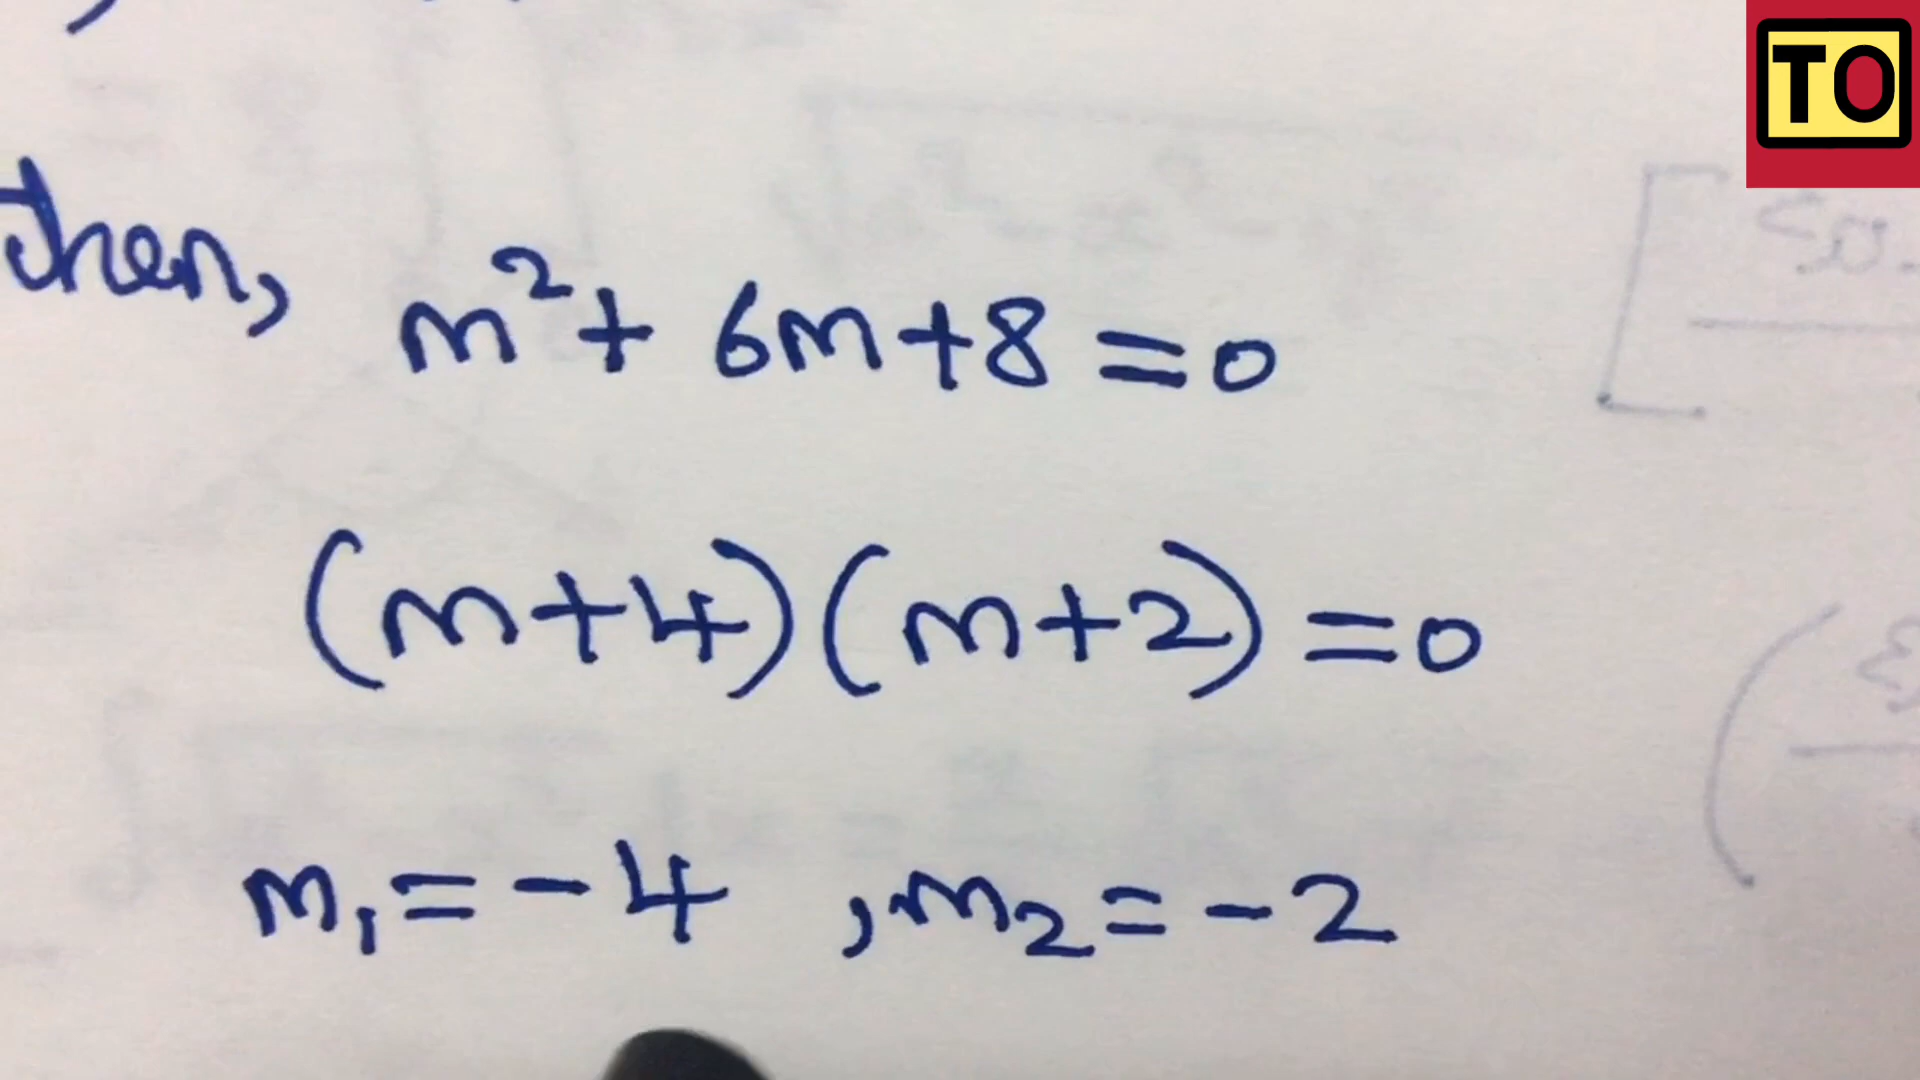 TO
then, m² + 6m + 8 = 0
(m+4)(m+2) = 0
m₁ = -4 , m₂ = -2